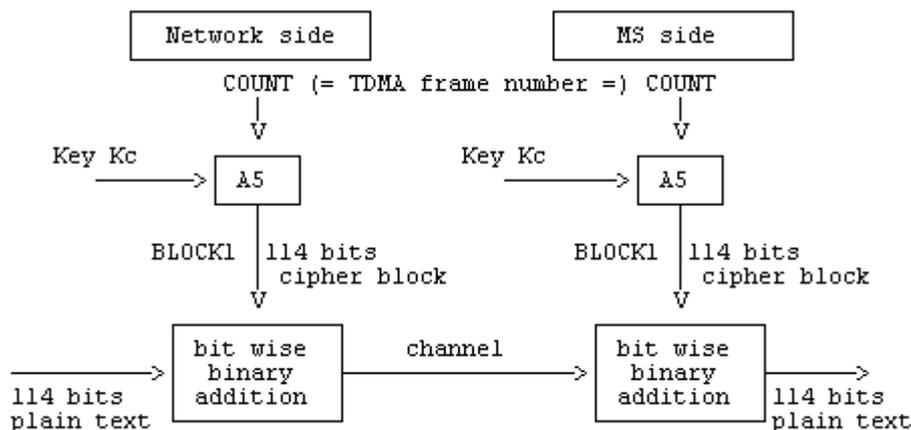 Network side
MS side
COUNT (= TDMA frame number =) COUNT
V
V
Key Kc
A5
Key Kc
A5
BLOCK1
114 bits
cipher block
BLOCK1
114 bits
cipher block
V
V
bit wise
binary
addition
channel
bit wise
binary
addition
114 bits
plain text
114 bits
plain text